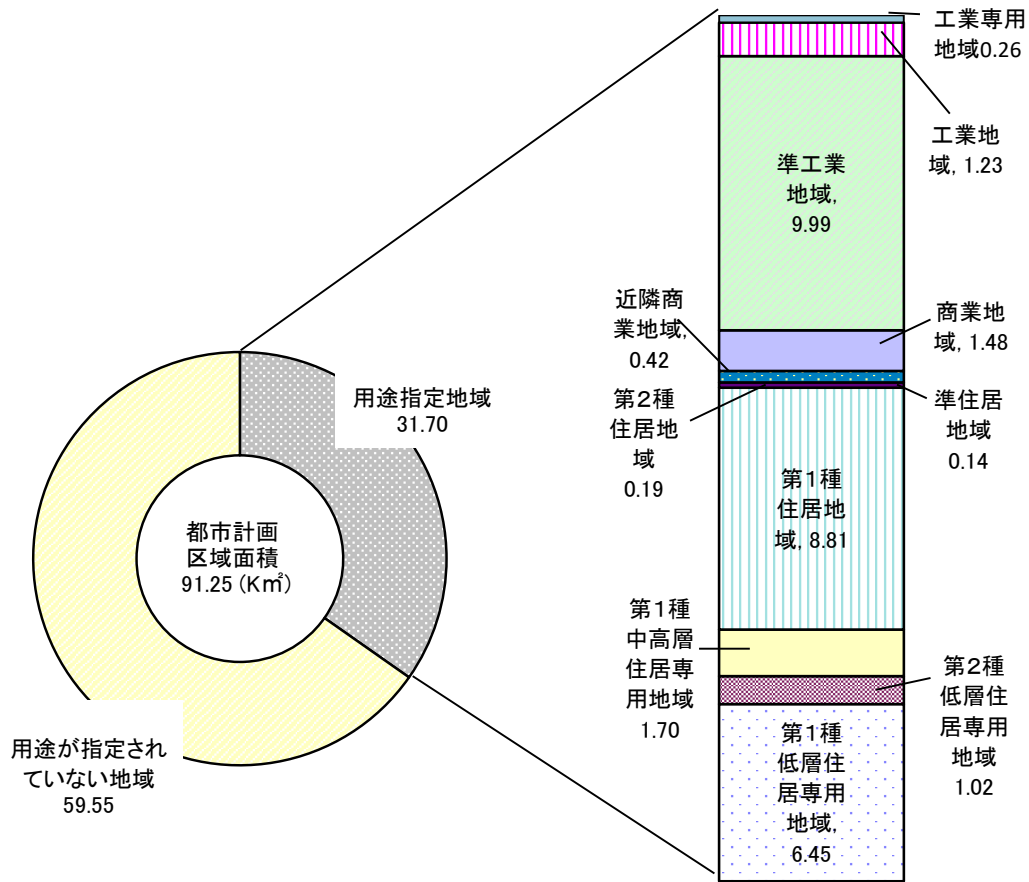 工業専用
地域0.26
工業地
域, 1.23
準工業
地域,
9.99
近隣商
業地域,
0.42
商業地
域, 1.48
第２種
住居地
域
0.19
準住居
地域
0.14
用途指定地域
31.70
都市計画
区域面積
91.25 (K㎡)
用途が指定され
ていない地域
59.55
第１種
住居地
域, 8.81
第１種
中高層
住居専
用地域
1.70
第２種
低層住
居専用
地域
1.02
第１種
低層住
居専用
地域,
6.45